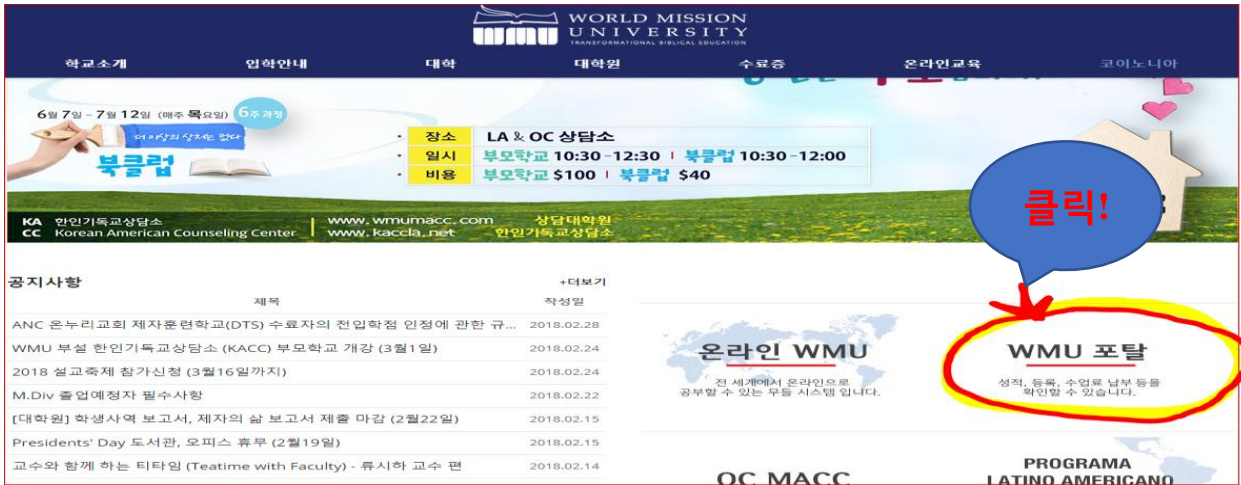 WORLD MISSION
UNIVERSITY
TRANSFORMATIONAL BIBLICAL EDUCATION
학교소개 입학안내 대학 대학원 수료증 온라인교육 코이노니아
6월 7일 - 7월 12일 (매주 목요일) 6주과정
더 이상의 상처는 없다
북클럽
· 장소 LA & OC 상담소
· 일시 부모학교 10:30-12:30 | 북클럽 10:30-12:00
· 비용 부모학교 $100 | 북클럽 $40
클릭!
KA 한인기독교상담소 www.wmumacc.com 상담대학원
CC Korean American Counseling Center www.kaccla.net 한인기독교상담소
공지사항 +더보기
제목 작성일
ANC 온누리교회 제자훈련학교(DTS) 수료자의 전입학점 인정에 관한 규... 2018.02.28
WMU 부설 한인기독교상담소 (KACC) 부모학교 개강 (3월1일) 2018.02.24
2018 설교축제 참가신청 (3월16일까지) 2018.02.24
M.Div 졸업예정자 필수사항 2018.02.22
[대학원] 학생사역 보고서, 제자의 삶 보고서 제출 마감 (2월22일) 2018.02.15
Presidents' Day 도서관, 오피스 휴무 (2월19일) 2018.02.15
교수와 함께 하는 티타임 (Teatime with Faculty) - 류시하 교수 편 2018.02.14
온라인 WMU
전 세계에서 온라인으로
공부할 수 있는 무들 시스템 입니다.
WMU 포탈
성적, 등록, 수업료 납부 등을
확인할 수 있습니다.
OC MACC
PROGRAMA
LATINO AMERICANO